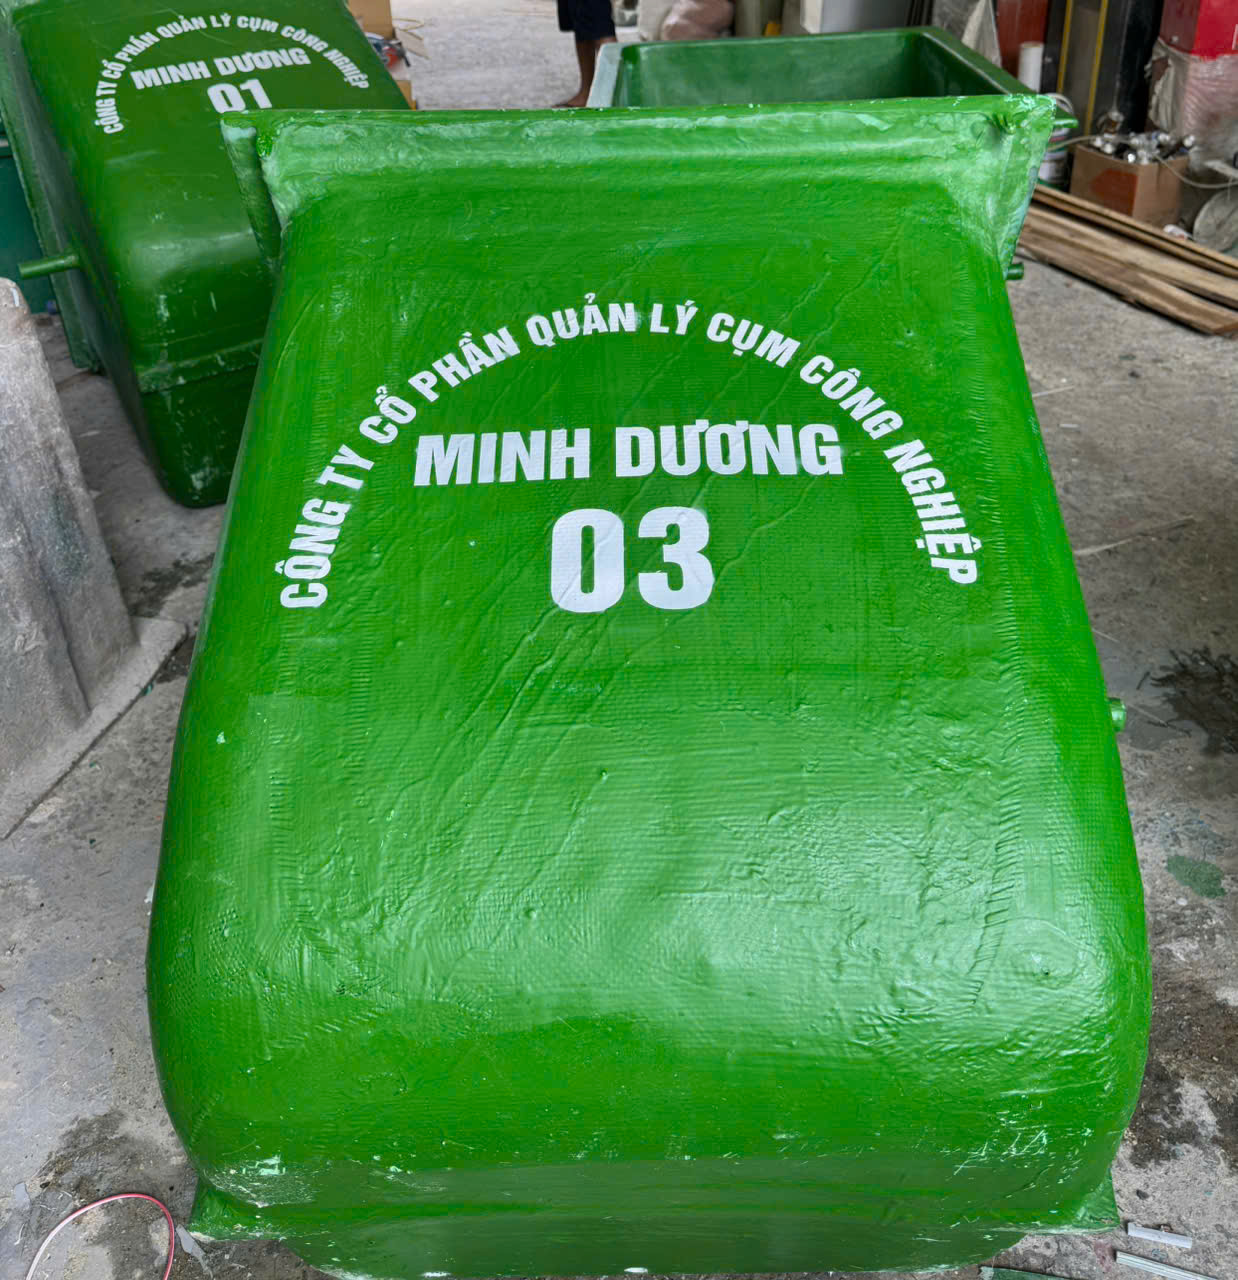 CÔNG TY CỔ PHẦN QUẢN LÝ CỤM CÔNG NGHIỆP
MINH DƯƠNG
01
CÔNG TY CỔ PHẦN QUẢN LÝ CỤM CÔNG NGHIỆP
MINH DƯƠNG
03